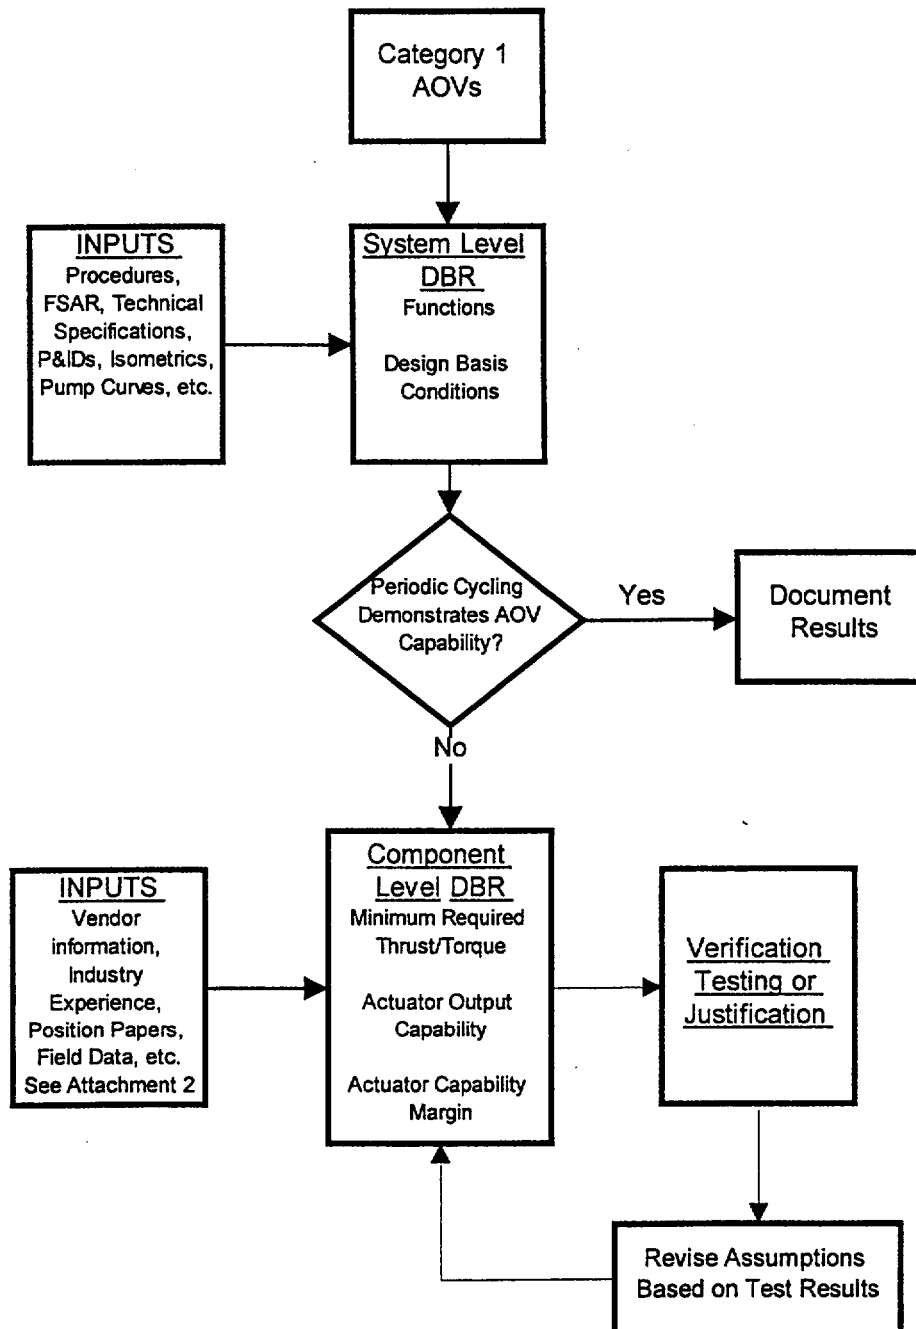 Category 1
AOVs
INPUTS
Procedures,
FSAR, Technical
Specifications,
P&IDs, Isometrics,
Pump Curves, etc.
System Level
DBR
Functions
Design Basis
Conditions
Periodic Cycling
Demonstrates AOV
Capability?
Yes
Document
Results
No
INPUTS
Vendor
information,
Industry
Experience,
Position Papers,
Field Data, etc.
See Attachment 2
Component
Level DBR
Minimum Required
Thrust/Torque
Actuator Output
Capability
Actuator Capability
Margin
Verification
Testing or
Justification
Revise Assumptions
Based on Test Results